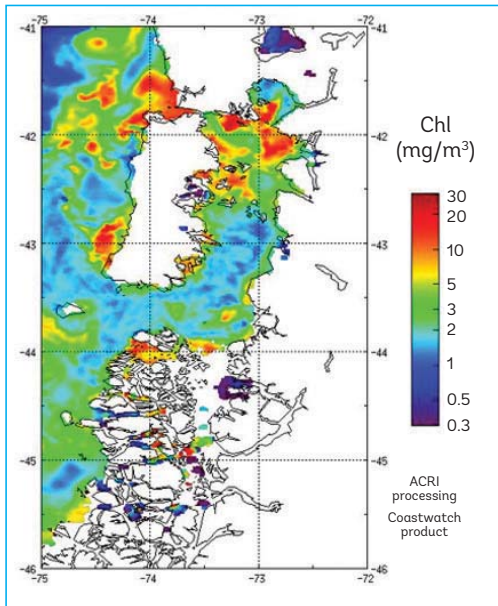 -75 -74 -73 -72
-41 -41
-42 -42
-43 -43
-44 -44
-45 -45
-46 -46
-75 -74 -73 -72
Chl
(mg/m³)
30
20
10
5
3
2
1
0.5
0.3
ACRI
processing
Coastwatch
product